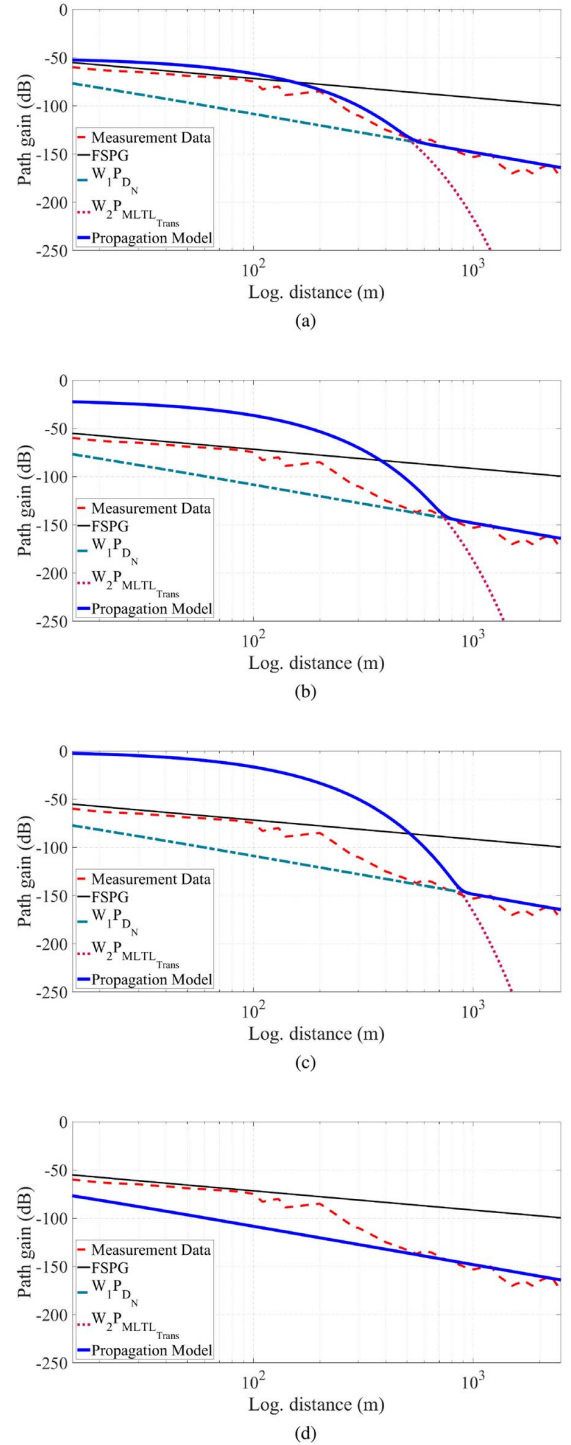 0
-50
-100
-150
-200
-250
Path gain (dB)
Measurement Data
FSPG
W1PDN
W2PMLTLTrans
Propagation Model
10^2
10^3
Log. distance (m)
(a)
0
-50
-100
-150
-200
-250
Path gain (dB)
Measurement Data
FSPG
W1PDN
W2PMLTLTrans
Propagation Model
10^2
10^3
Log. distance (m)
(b)
0
-50
-100
-150
-200
-250
Path gain (dB)
Measurement Data
FSPG
W1PDN
W2PMLTLTrans
Propagation Model
10^2
10^3
Log. distance (m)
(c)
0
-50
-100
-150
-200
-250
Path gain (dB)
Measurement Data
FSPG
W1PDN
W2PMLTLTrans
Propagation Model
10^2
10^3
Log. distance (m)
(d)